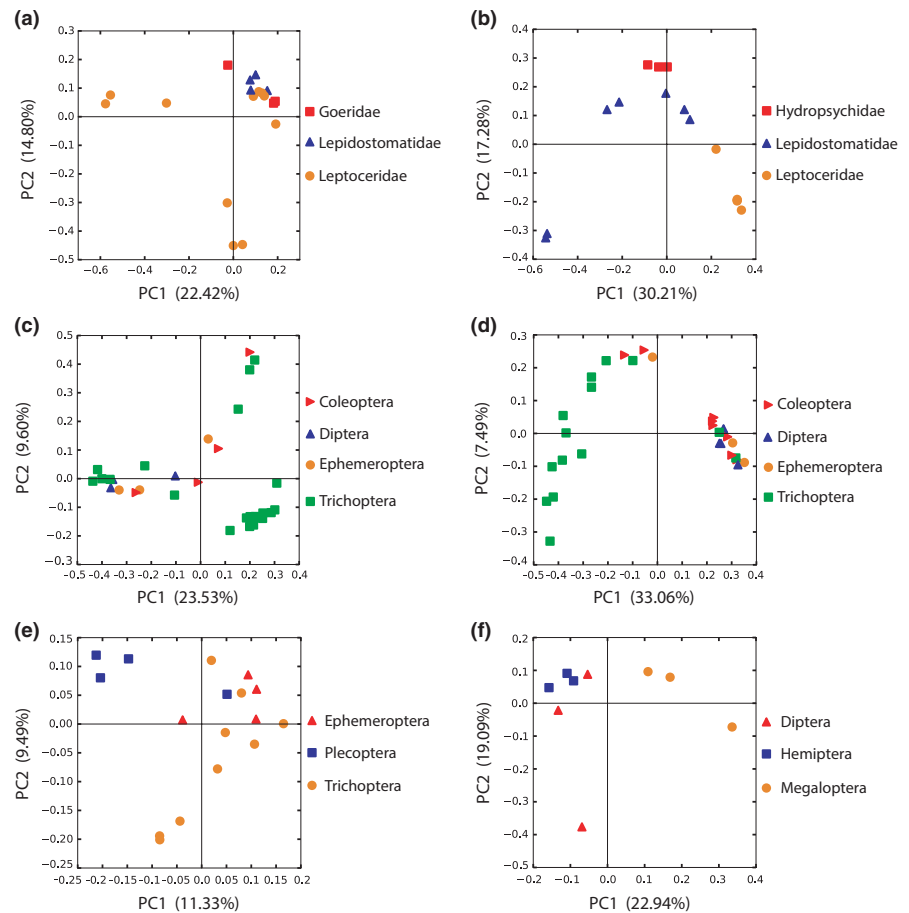 (a)
0.3
0.2
0.1
0.0
−0.1
−0.2
−0.3
−0.4
−0.5
PC2 (14.80%)
−0.6 −0.4 −0.2 0.0 0.2
PC1 (22.42%)
Goeridae
Lepidostomatidae
Leptoceridae
(b)
0.4
0.3
0.2
0.1
0.0
−0.1
−0.2
−0.3
−0.4
PC2 (17.28%)
−0.6 −0.4 −0.2 0.0 0.2 0.4
PC1 (30.21%)
Hydropsychidae
Lepidostomatidae
Leptoceridae
(c)
0.5
0.4
0.3
0.2
0.1
0.0
−0.1
−0.2
−0.3
PC2 (9.60%)
−0.5 −0.4 −0.3 −0.2 −0.1 0.0 0.1 0.2 0.3 0.4
PC1 (23.53%)
Coleoptera
Diptera
Ephemeroptera
Trichoptera
(d)
0.3
0.2
0.1
0.0
−0.1
−0.2
−0.3
−0.4
PC2 (7.49%)
−0.5 −0.4 −0.3 −0.2 −0.1 0.0 0.1 0.2 0.3 0.4
PC1 (33.06%)
Coleoptera
Diptera
Ephemeroptera
Trichoptera
(e)
0.15
0.10
0.05
0.00
−0.05
−0.10
−0.15
−0.20
−0.25
PC2 (9.49%)
−0.25 −0.2 −0.15 −0.1 −0.05 0.0 0.05 0.1 0.15 0.2
PC1 (11.33%)
Ephemeroptera
Plecoptera
Trichoptera
(f)
0.2
0.1
0.0
−0.1
−0.2
−0.3
−0.4
−0.5
PC2 (19.09%)
−0.2 −0.1 0.0 0.1 0.2 0.3 0.4
PC1 (22.94%)
Diptera
Hemiptera
Megaloptera